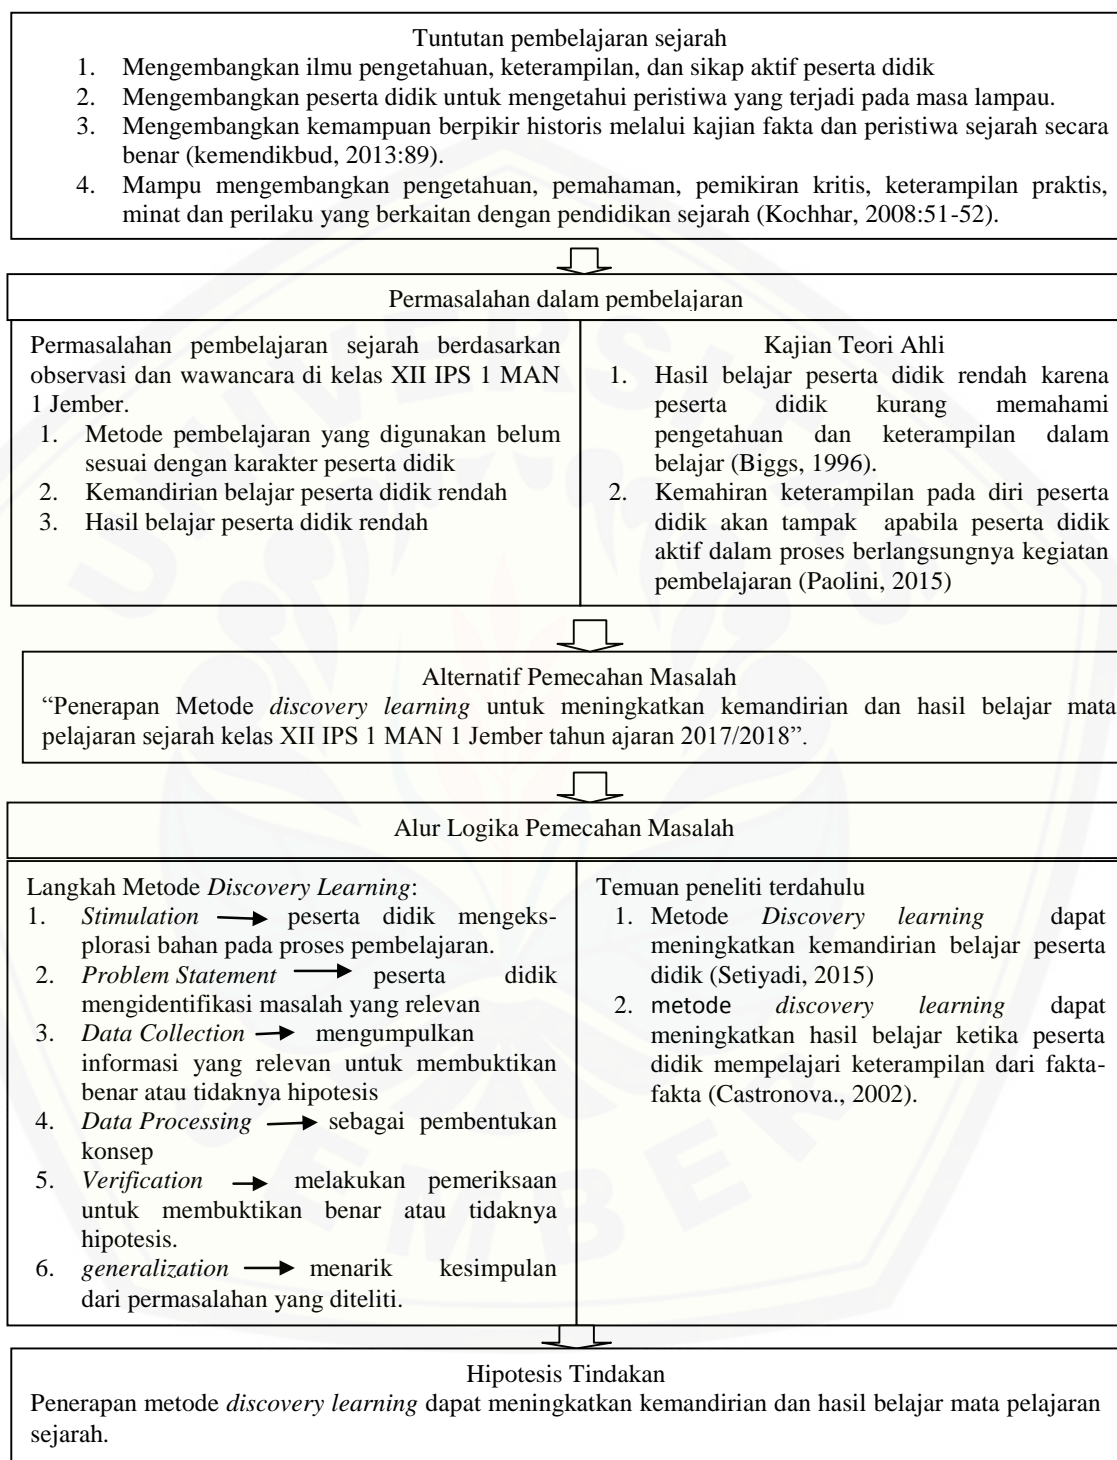 Tuntutan pembelajaran sejarah
1. Mengembangkan ilmu pengetahuan, keterampilan, dan sikap aktif peserta didik
2. Mengembangkan peserta didik untuk mengetahui peristiwa yang terjadi pada masa lampau.
3. Mengembangkan kemampuan berpikir historis melalui kajian fakta dan peristiwa sejarah secara
benar (kemendikbud, 2013:89).
4. Mampu mengembangkan pengetahuan, pemahaman, pemikiran kritis, keterampilan praktis,
minat dan perilaku yang berkaitan dengan pendidikan sejarah (Kochhar, 2008:51-52).
Permasalahan dalam pembelajaran
Permasalahan pembelajaran sejarah berdasarkan
observasi dan wawancara di kelas XII IPS 1 MAN
1 Jember.
1. Metode pembelajaran yang digunakan belum
sesuai dengan karakter peserta didik
2. Kemandirian belajar peserta didik rendah
3. Hasil belajar peserta didik rendah
Kajian Teori Ahli
1. Hasil belajar peserta didik rendah karena
peserta didik kurang memahami
pengetahuan dan keterampilan dalam
belajar (Biggs, 1996).
2. Kemahiran keterampilan pada diri peserta
didik akan tampak apabila peserta didik
aktif dalam proses berlangsungnya kegiatan
pembelajaran (Paolini, 2015)
Alternatif Pemecahan Masalah
“Penerapan Metode discovery learning untuk meningkatkan kemandirian dan hasil belajar mata
pelajaran sejarah kelas XII IPS 1 MAN 1 Jember tahun ajaran 2017/2018”.
Alur Logika Pemecahan Masalah
Langkah Metode Discovery Learning:
1. Stimulation → peserta didik mengeks-
plorasi bahan pada proses pembelajaran.
2. Problem Statement → peserta didik
mengidentifikasi masalah yang relevan
3. Data Collection → mengumpulkan
informasi yang relevan untuk membuktikan
benar atau tidaknya hipotesis
4. Data Processing → sebagai pembentukan
konsep
5. Verification → melakukan pemeriksaan
untuk membuktikan benar atau tidaknya
hipotesis.
6. generalization → menarik kesimpulan
dari permasalahan yang diteliti.
Temuan peneliti terdahulu
1. Metode Discovery learning dapat
meningkatkan kemandirian belajar peserta
didik (Setiyadi, 2015)
2. metode discovery learning dapat
meningkatkan hasil belajar ketika peserta
didik mempelajari keterampilan dari fakta-
fakta (Castronova., 2002).
Hipotesis Tindakan
Penerapan metode discovery learning dapat meningkatkan kemandirian dan hasil belajar mata pelajaran
sejarah.
UNIVERSITAS
JEMBER